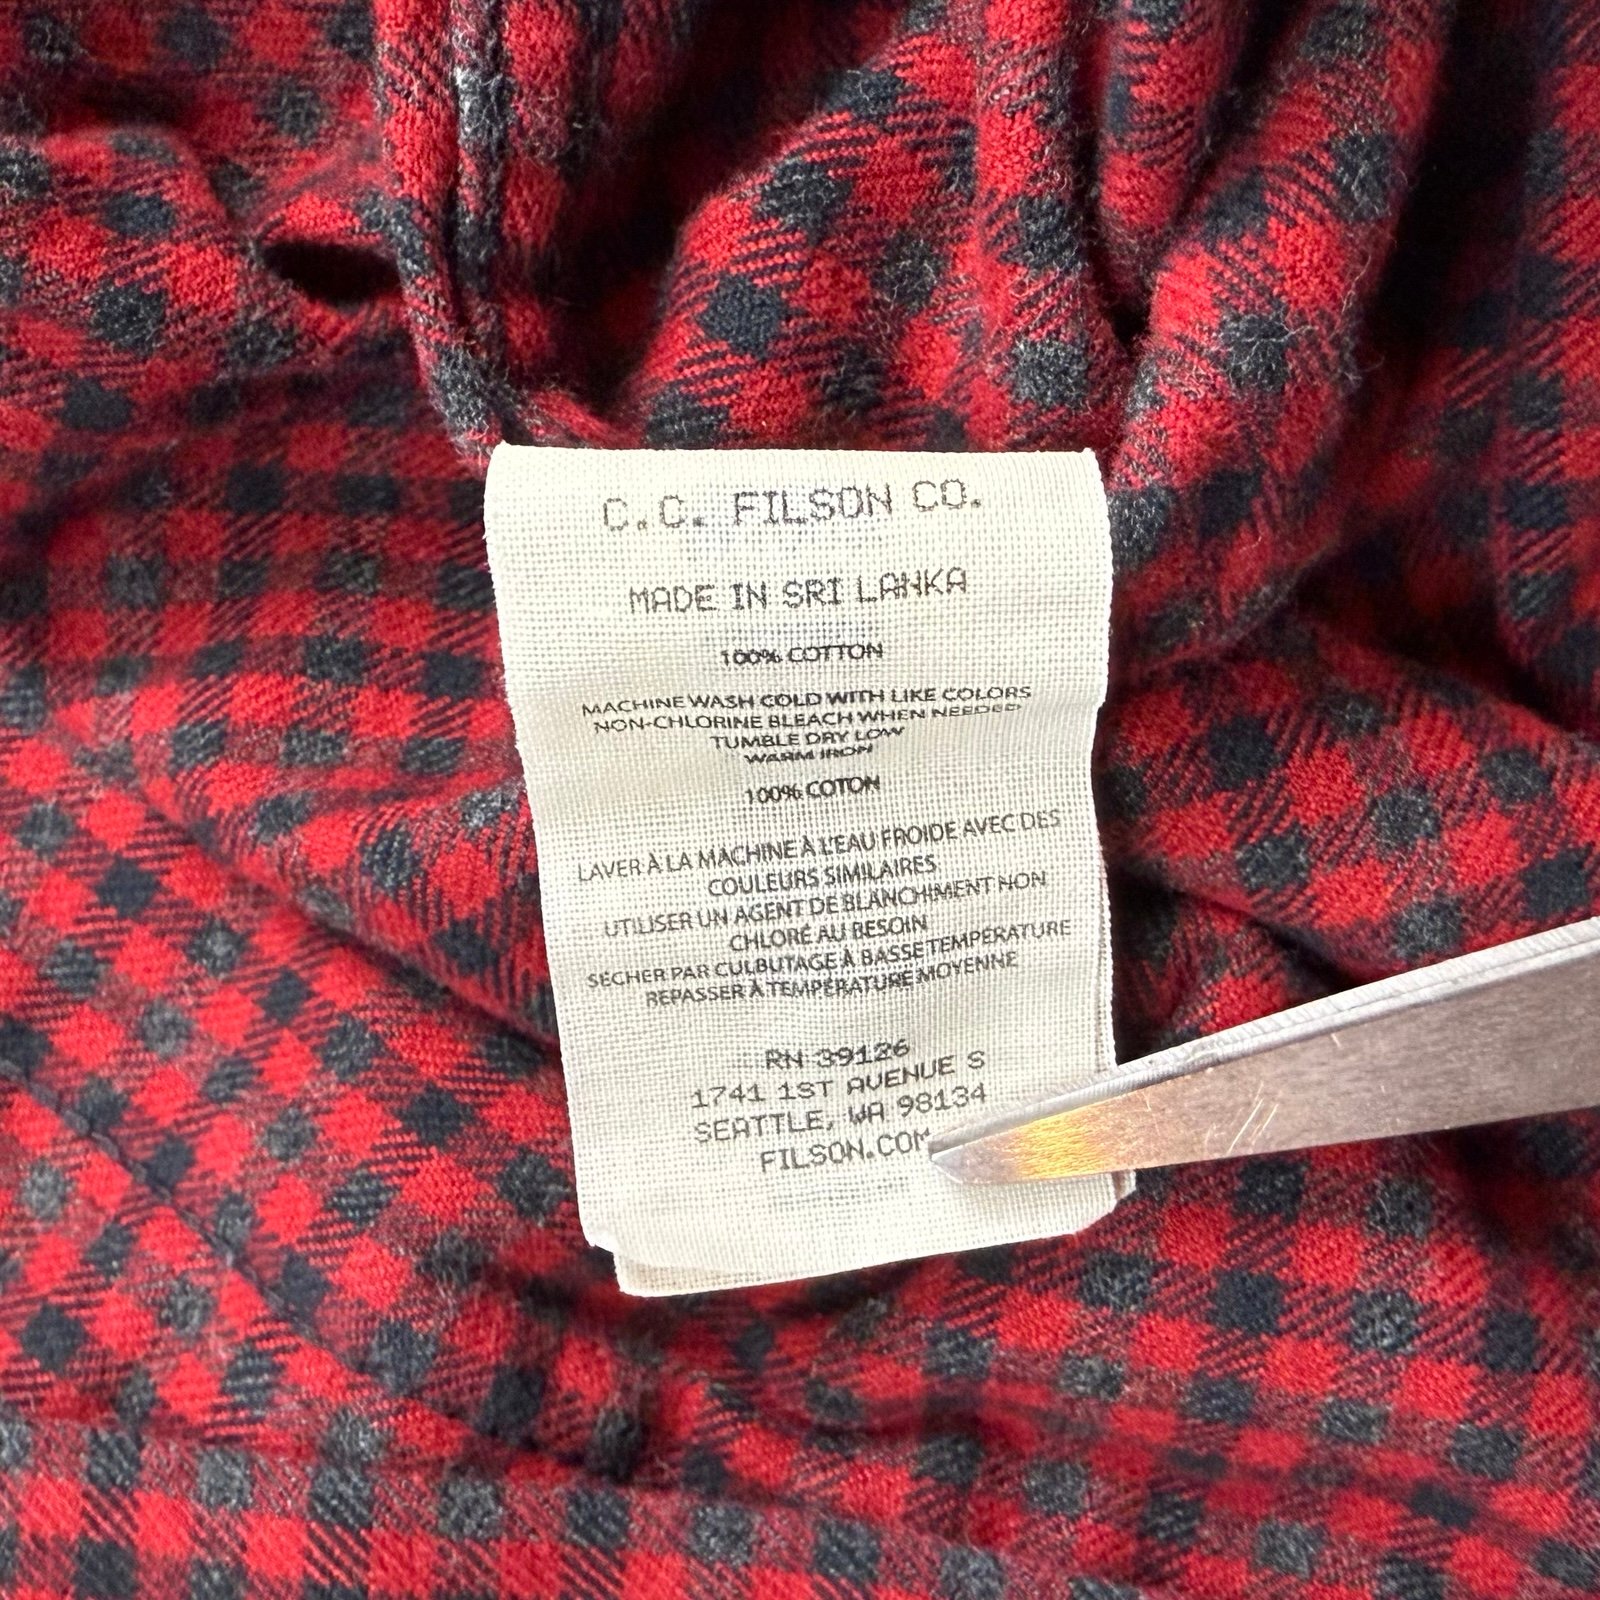 C.C. FILSON CO.
MADE IN SRI LANKA
100% COTTON
MACHINE WASH COLD WITH LIKE COLORS
NON-CHLORINE BLEACH WHEN NEEDED
TUMBLE DRY LOW
WARM IRON
100% COTON
LAVER À LA MACHINE À L'EAU FROIDE AVEC DES
COULEURS SIMILAIRES
UTILISER UN AGENT DE BLANCHIMENT NON
CHLORÉ AU BESOIN
SÉCHER PAR CULBUTAGE À BASSE TEMPÉRATURE
REPASSER À TEMPÉRATURE MOYENNE
RN 39126
1741 1ST AVENUE S
SEATTLE, WA 98134
FILSON.COM